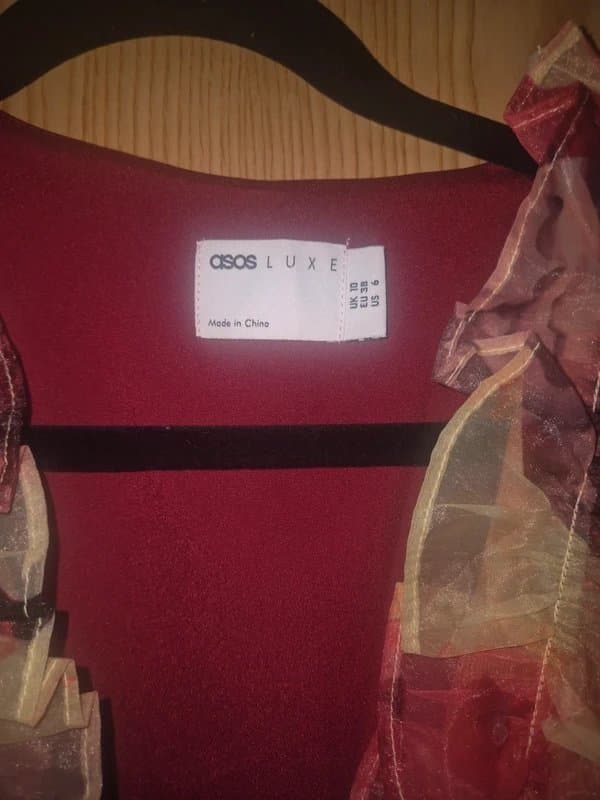 asos LUXE
Made in China
UK 10
EU 38
US 6